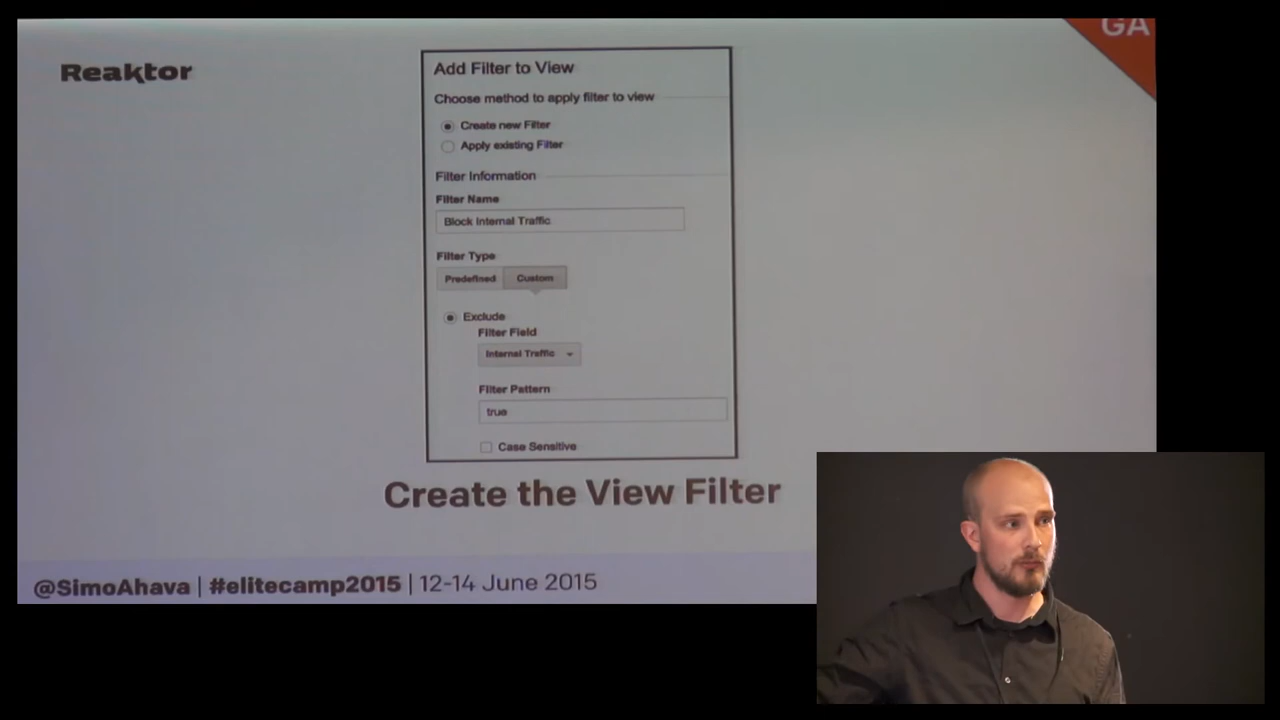 GA
Reaktor
Add Filter to View
Choose method to apply filter to view
Create new Filter
Apply existing Filter
Filter Information
Filter Name
Block Internal Traffic
Filter Type
Predefined Custom
Exclude
Filter Field
Internal Traffic
Filter Pattern
true
Case Sensitive
Create the View Filter
@SimoAhava | #elitecamp2015 | 12-14 June 2015